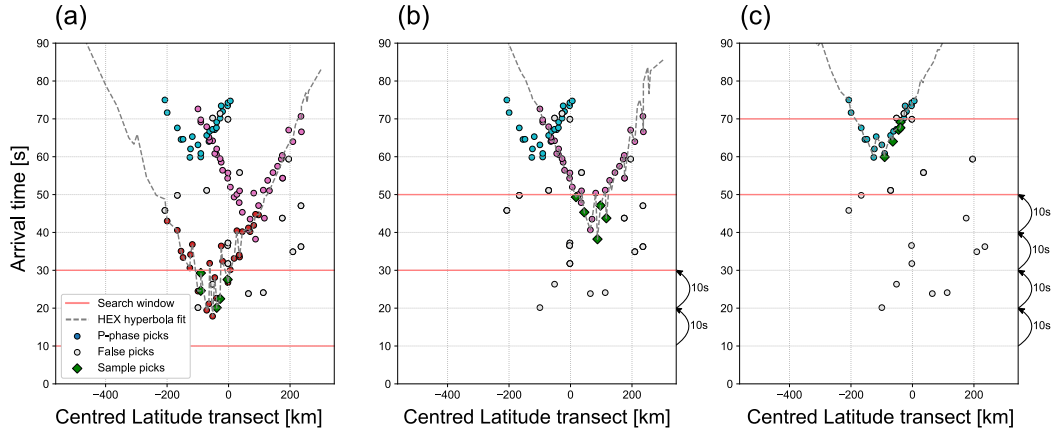 (a)
(b)
(c)
Arrival time [s]
90
80
70
60
50
40
30
20
10
0
Search window
HEX hyperbola fit
P-phase picks
False picks
Sample picks
−400
−200
0
200
Centred Latitude transect [km]
90
80
70
60
50
40
30
20
10
0
10s
10s
−400
−200
0
200
Centred Latitude transect [km]
90
80
70
60
50
40
30
20
10
0
10s
10s
10s
10s
−400
−200
0
200
Centred Latitude transect [km]